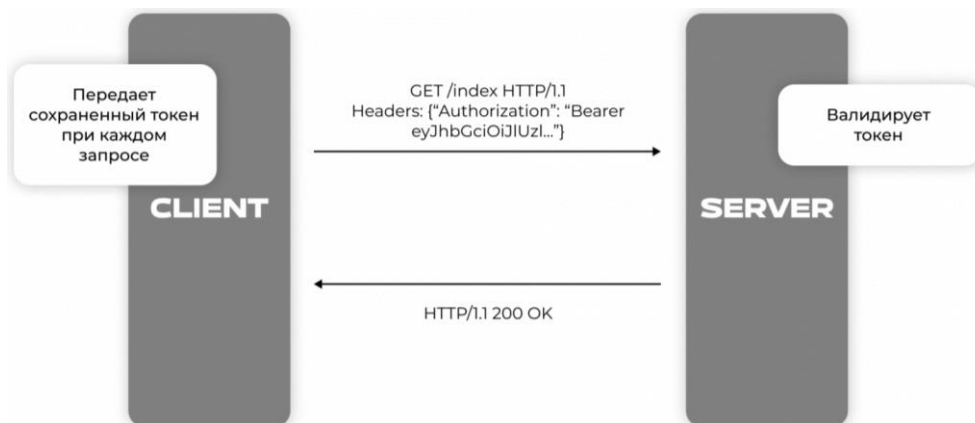 Передает
сохраненный токен
при каждом
запросе
GET /index HTTP/1.1
Headers: {“Authorization”: “Bearer
eyJhbGciOiJIUzI...”}
Валидирует
токен
CLIENT
SERVER
HTTP/1.1 200 OK